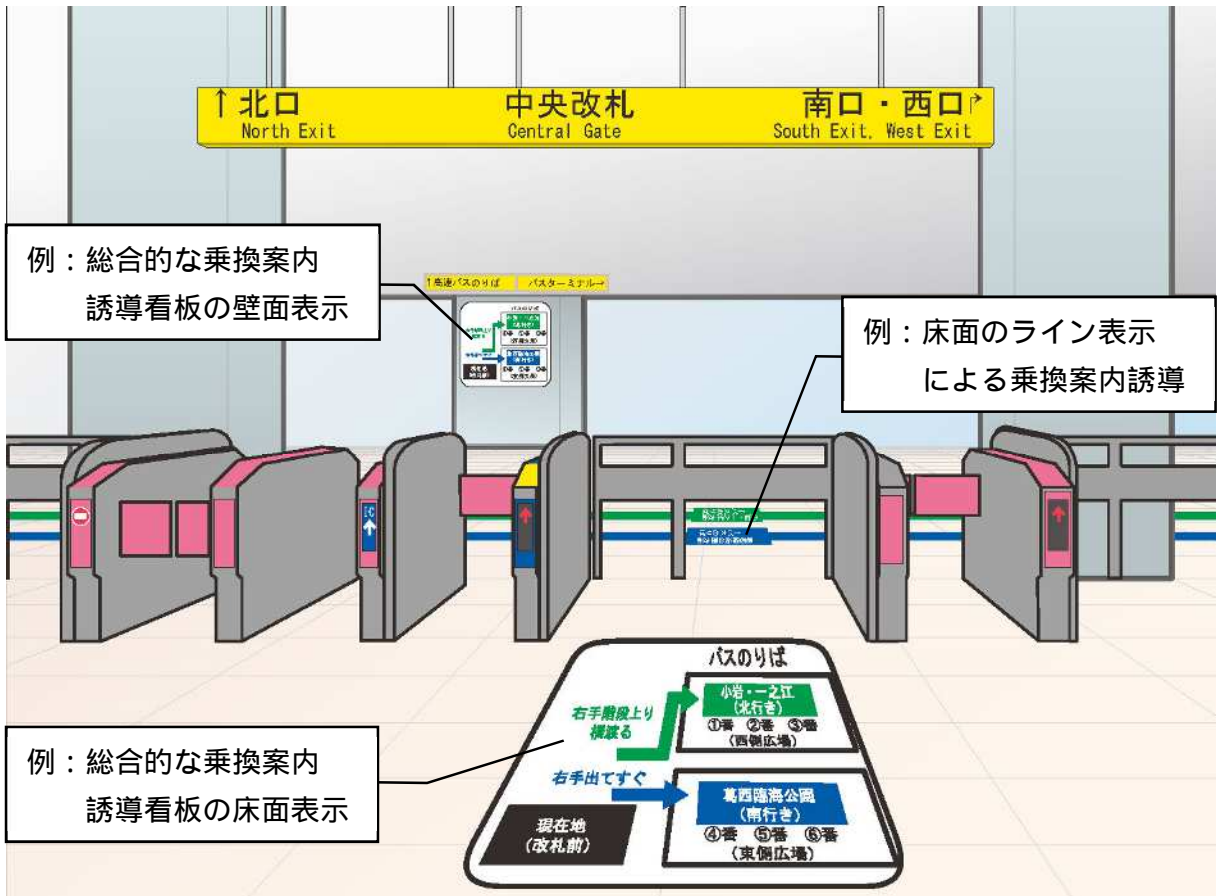 ↑北口
North Exit
中央改札
Central Gate
南口・西口↱
South Exit, West Exit
例：総合的な乗換案内
誘導看板の壁面表示
↑高速バスのりば
バスターミナル→
例：床面のライン表示
による乗換案内誘導
IC
バスのりば
小岩・一之江
(北行き)
①番 ②番 ③番
(西側広場)
右手階段上り
橋渡る
右手出てすぐ
葛西臨海公園
(南行き)
④番 ⑤番 ⑥番
(東側広場)
現在地
(改札前)
例：総合的な乗換案内
誘導看板の床面表示